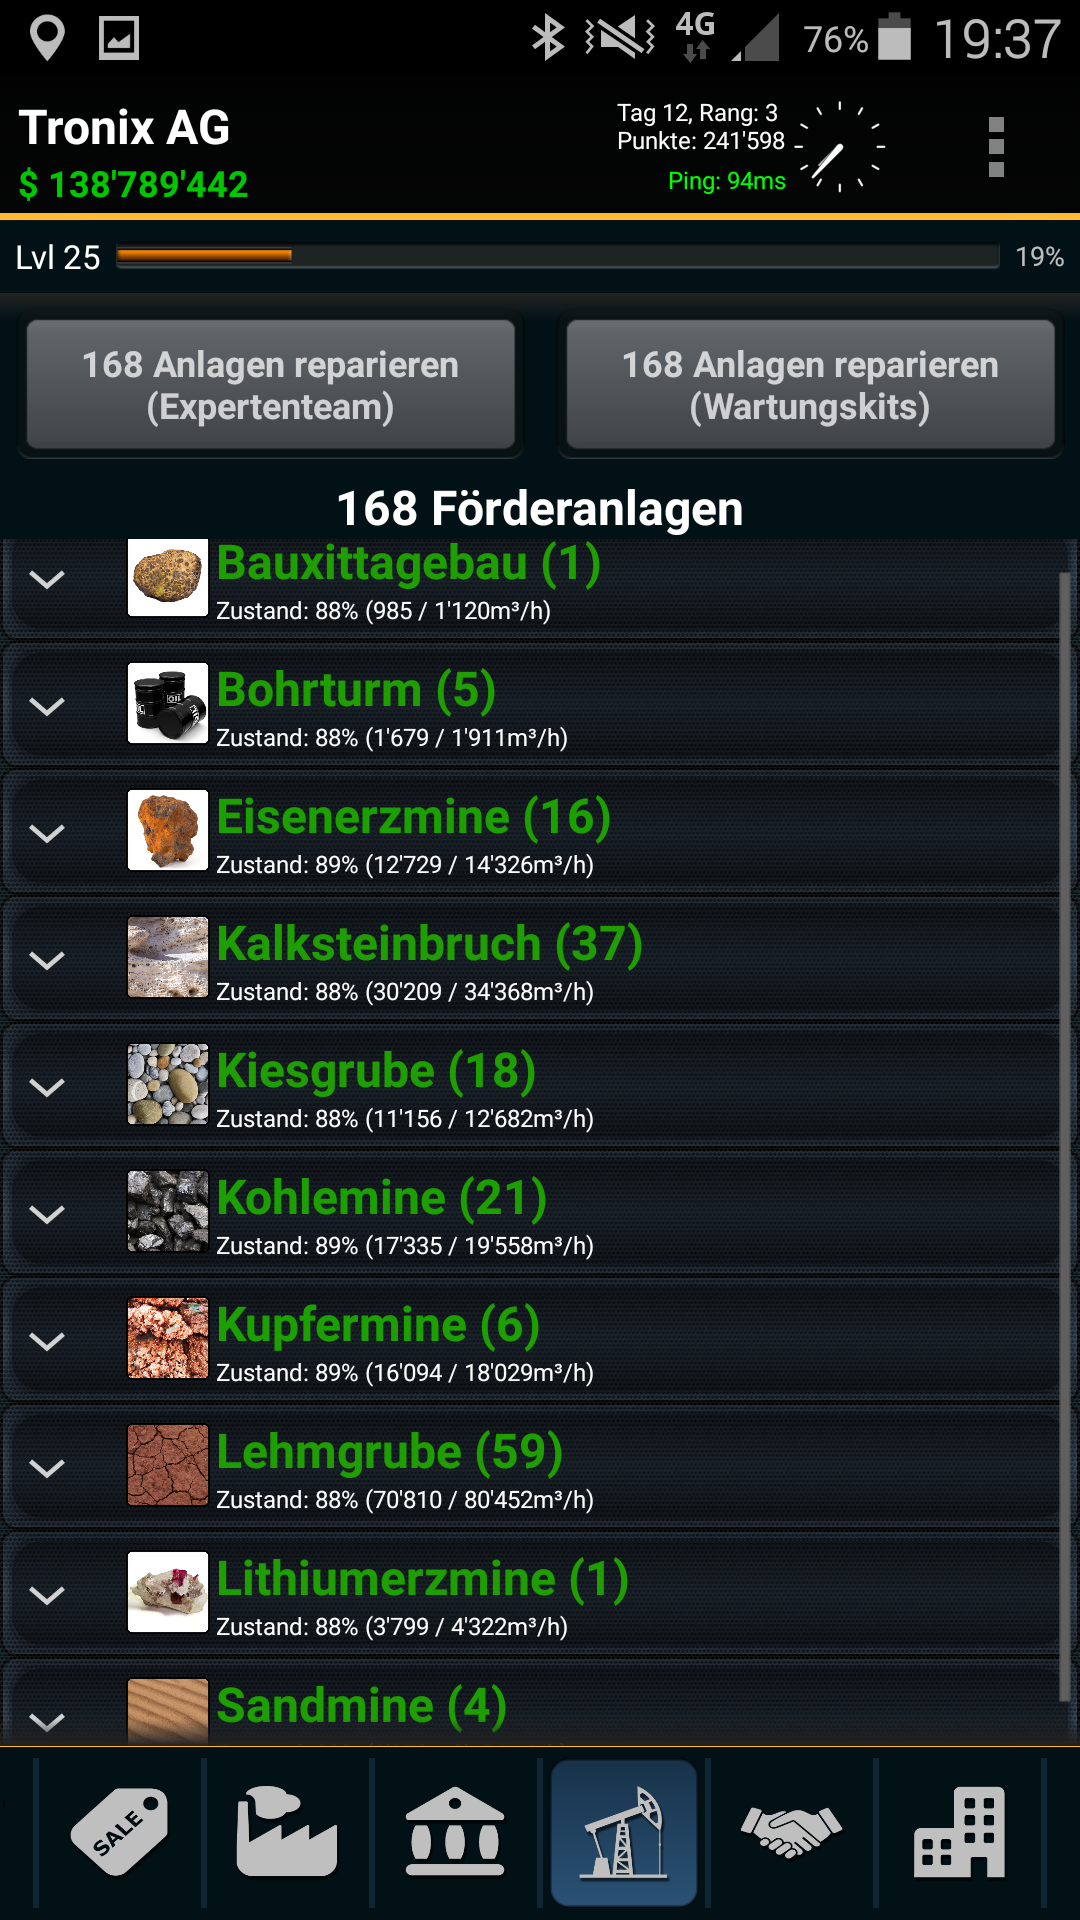 4G 76% 19:37
Tronix AG
$ 138'789'442
Tag 12, Rang: 3
Punkte: 241'598
Ping: 94ms
Lvl 25 19%
168 Anlagen reparieren
(Expertenteam)
168 Anlagen reparieren
(Wartungskits)
168 Förderanlagen
Bauxittagebau (1)
Zustand: 88% (985 / 1'120m³/h)
Bohrturm (5)
Zustand: 88% (1'679 / 1'911m³/h)
Eisenerzmine (16)
Zustand: 89% (12'729 / 14'326m³/h)
Kalksteinbruch (37)
Zustand: 88% (30'209 / 34'368m³/h)
Kiesgrube (18)
Zustand: 88% (11'156 / 12'682m³/h)
Kohlemine (21)
Zustand: 89% (17'335 / 19'558m³/h)
Kupfermine (6)
Zustand: 89% (16'094 / 18'029m³/h)
Lehmgrube (59)
Zustand: 88% (70'810 / 80'452m³/h)
Lithiumerzmine (1)
Zustand: 88% (3'799 / 4'322m³/h)
Sandmine (4)
SALE